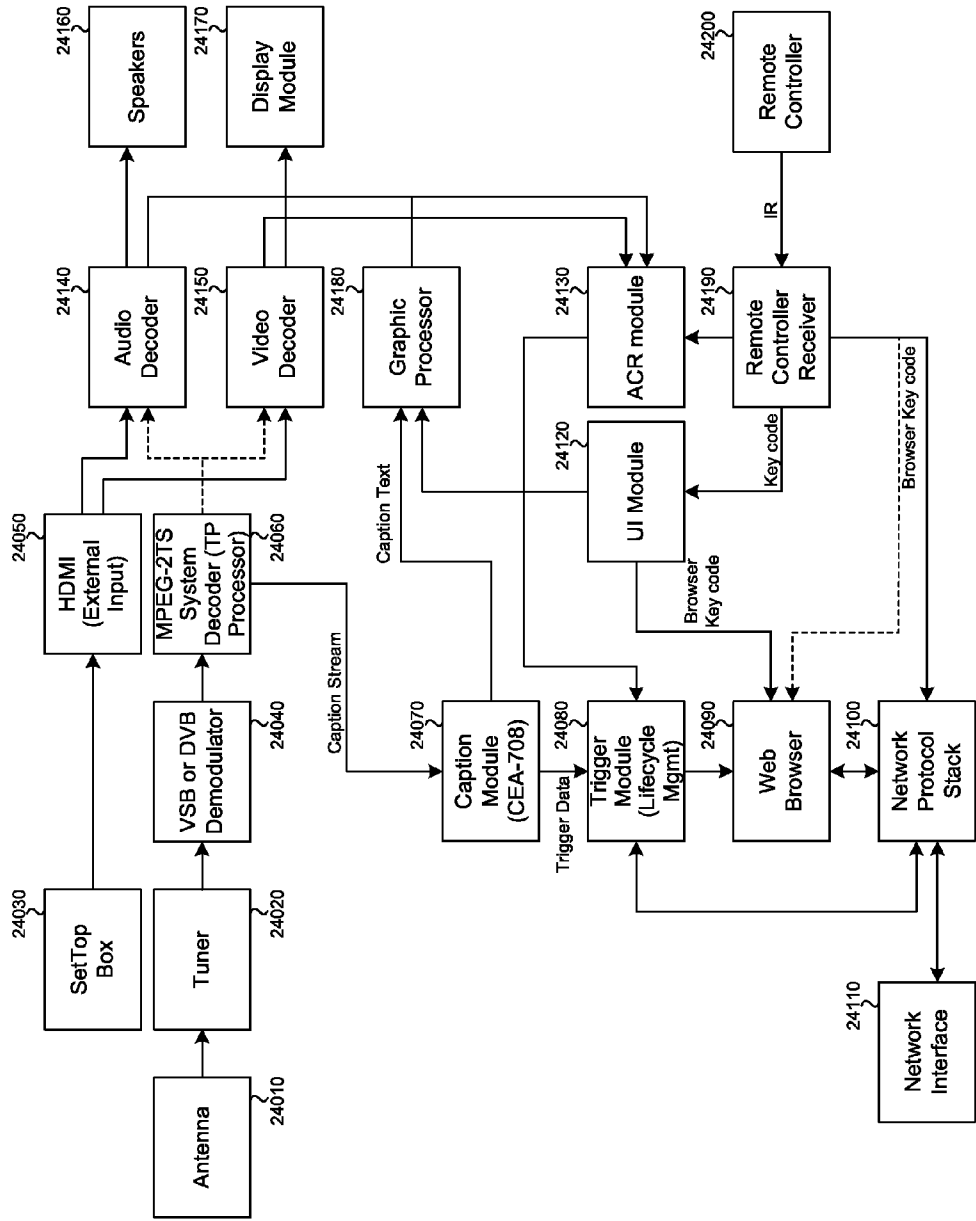 24160
Speakers
24170
Display
Module
24200
Remote
Controller
24140
Audio
Decoder
24150
Video
Decoder
24180
Graphic
Processor
24130
ACR module
24190
Remote
Controller
Receiver
IR
24120
UI Module
Key code
Browser Key code
24050
HDMI
(External
Input)
24060
MPEG-2TS
System
Decoder (TP
Processor)
Caption Text
Browser
Key code
VSB or DVB
Demodulator
24040
Caption Stream
24070
Caption
Module
(CEA-708)
Trigger Data
24080
Trigger
Module
(Lifecycle
Mgmt)
24090
Web
Browser
24100
Network
Protocol
Stack
24030
SetTop
Box
Tuner
24020
Antenna
24010
24110
Network
Interface